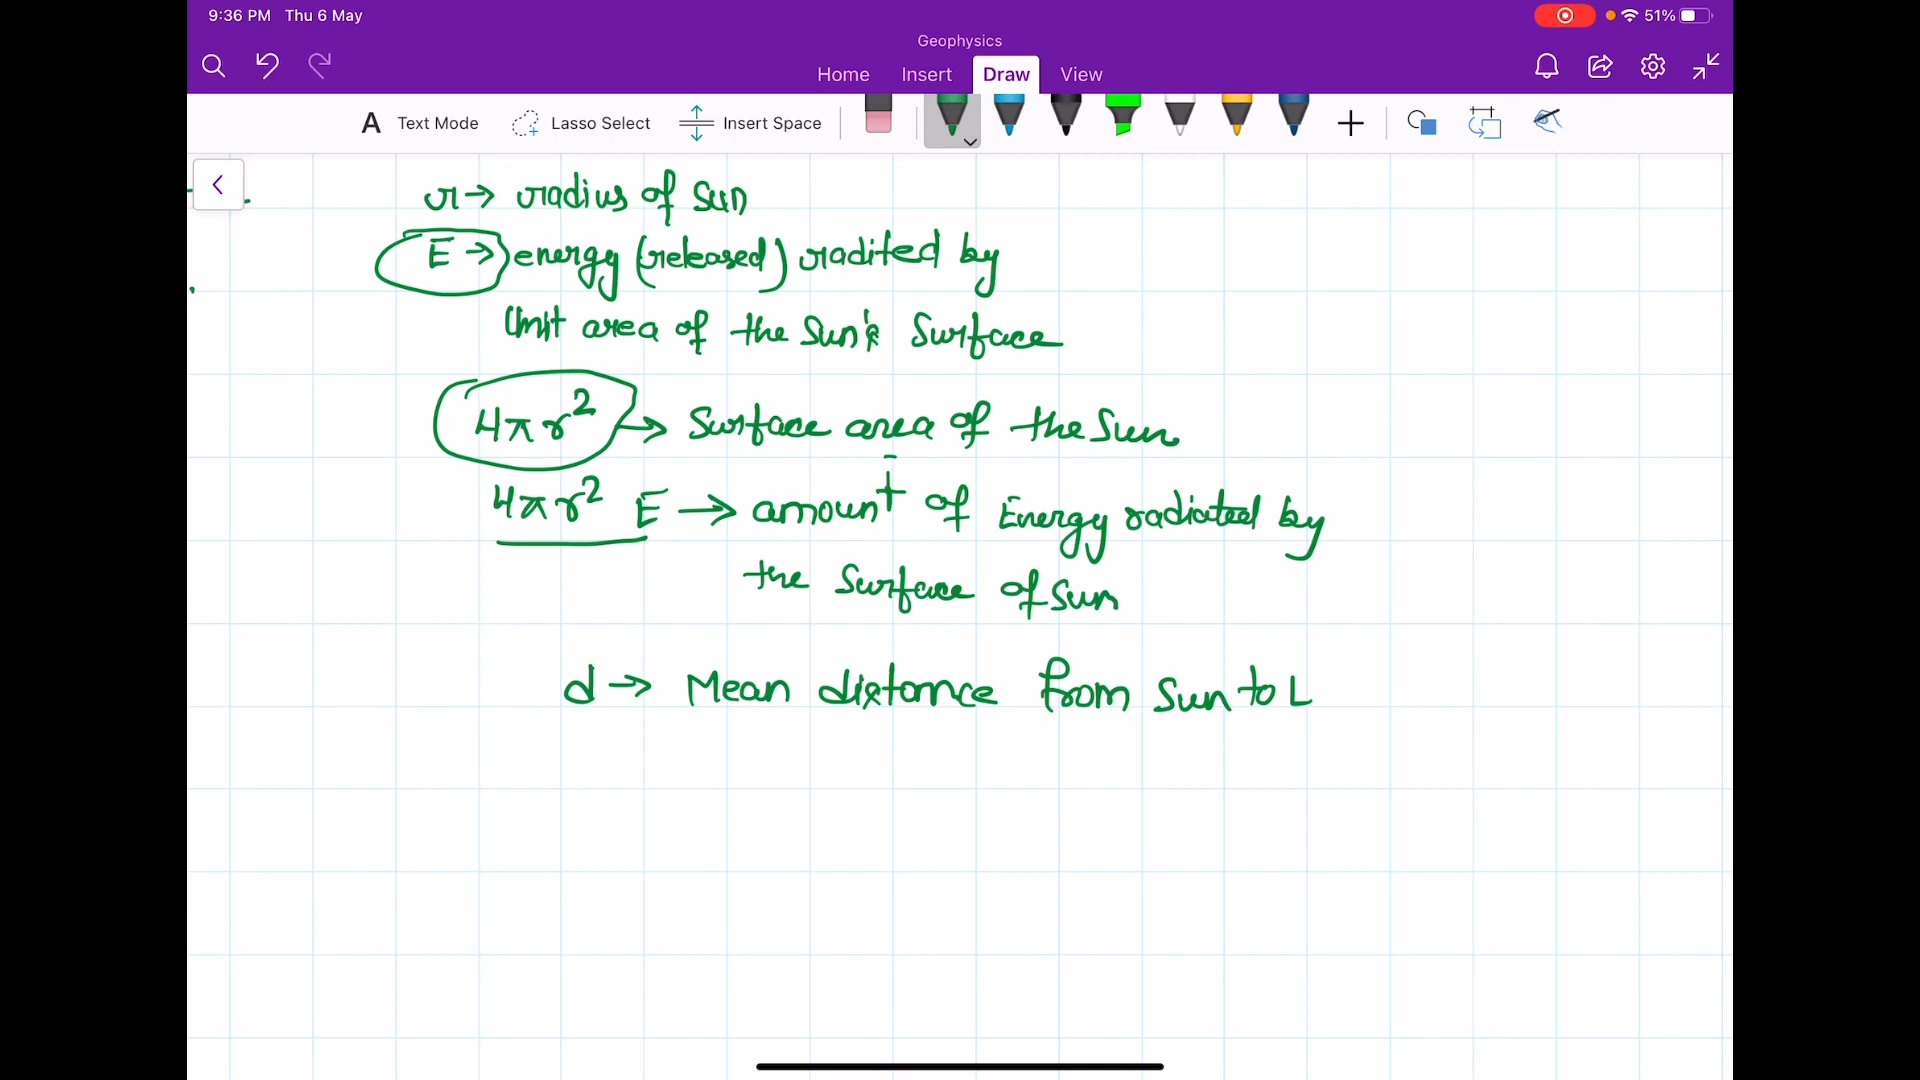 9:36 PM Thu 6 May
51%
Geophysics
Home Insert Draw View
A Text Mode Lasso Select Insert Space
r → radius of Sun
E → energy (released) radited by
Unit area of the Sun's Surface
4πr² → Surface area of the Sun
4πr² E → amount of Energy radiated by
the Surface of Sun
d → Mean distance from Sun to L